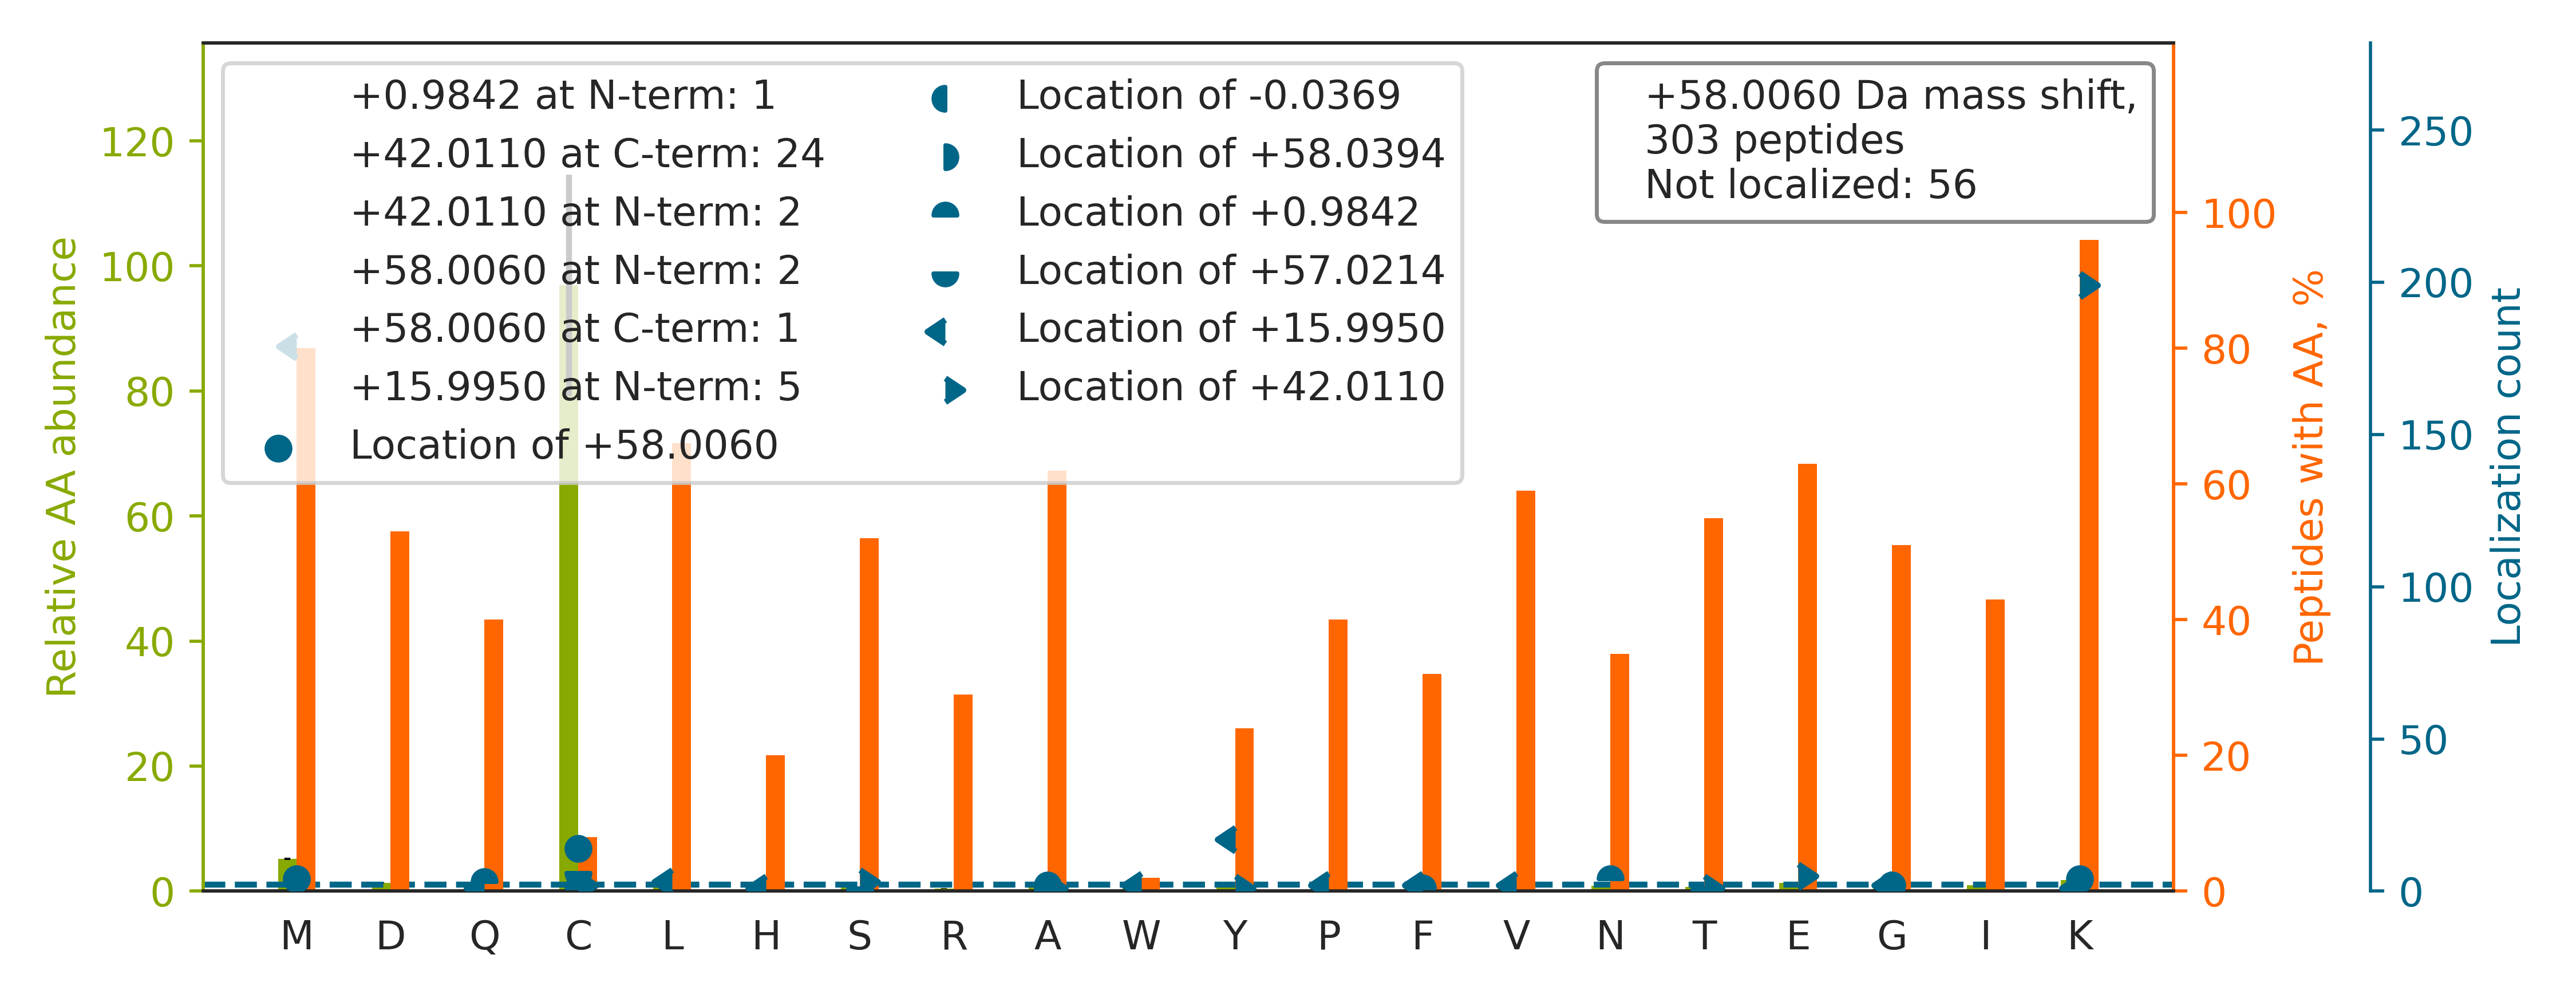 +0.9842 at N-term: 1
+42.0110 at C-term: 24
+42.0110 at N-term: 2
+58.0060 at N-term: 2
+58.0060 at C-term: 1
+15.9950 at N-term: 5
Location of +58.0060
Location of -0.0369
Location of +58.0394
Location of +0.9842
Location of +57.0214
Location of +15.9950
Location of +42.0110
+58.0060 Da mass shift,
303 peptides
Not localized: 56
Relative AA abundance
120
100
80
60
40
20
0
100
80
60
40
20
0
Peptides with AA, %
250
200
150
100
50
0
Localization count
M D Q C L H S R A W Y P F V N T E G I K